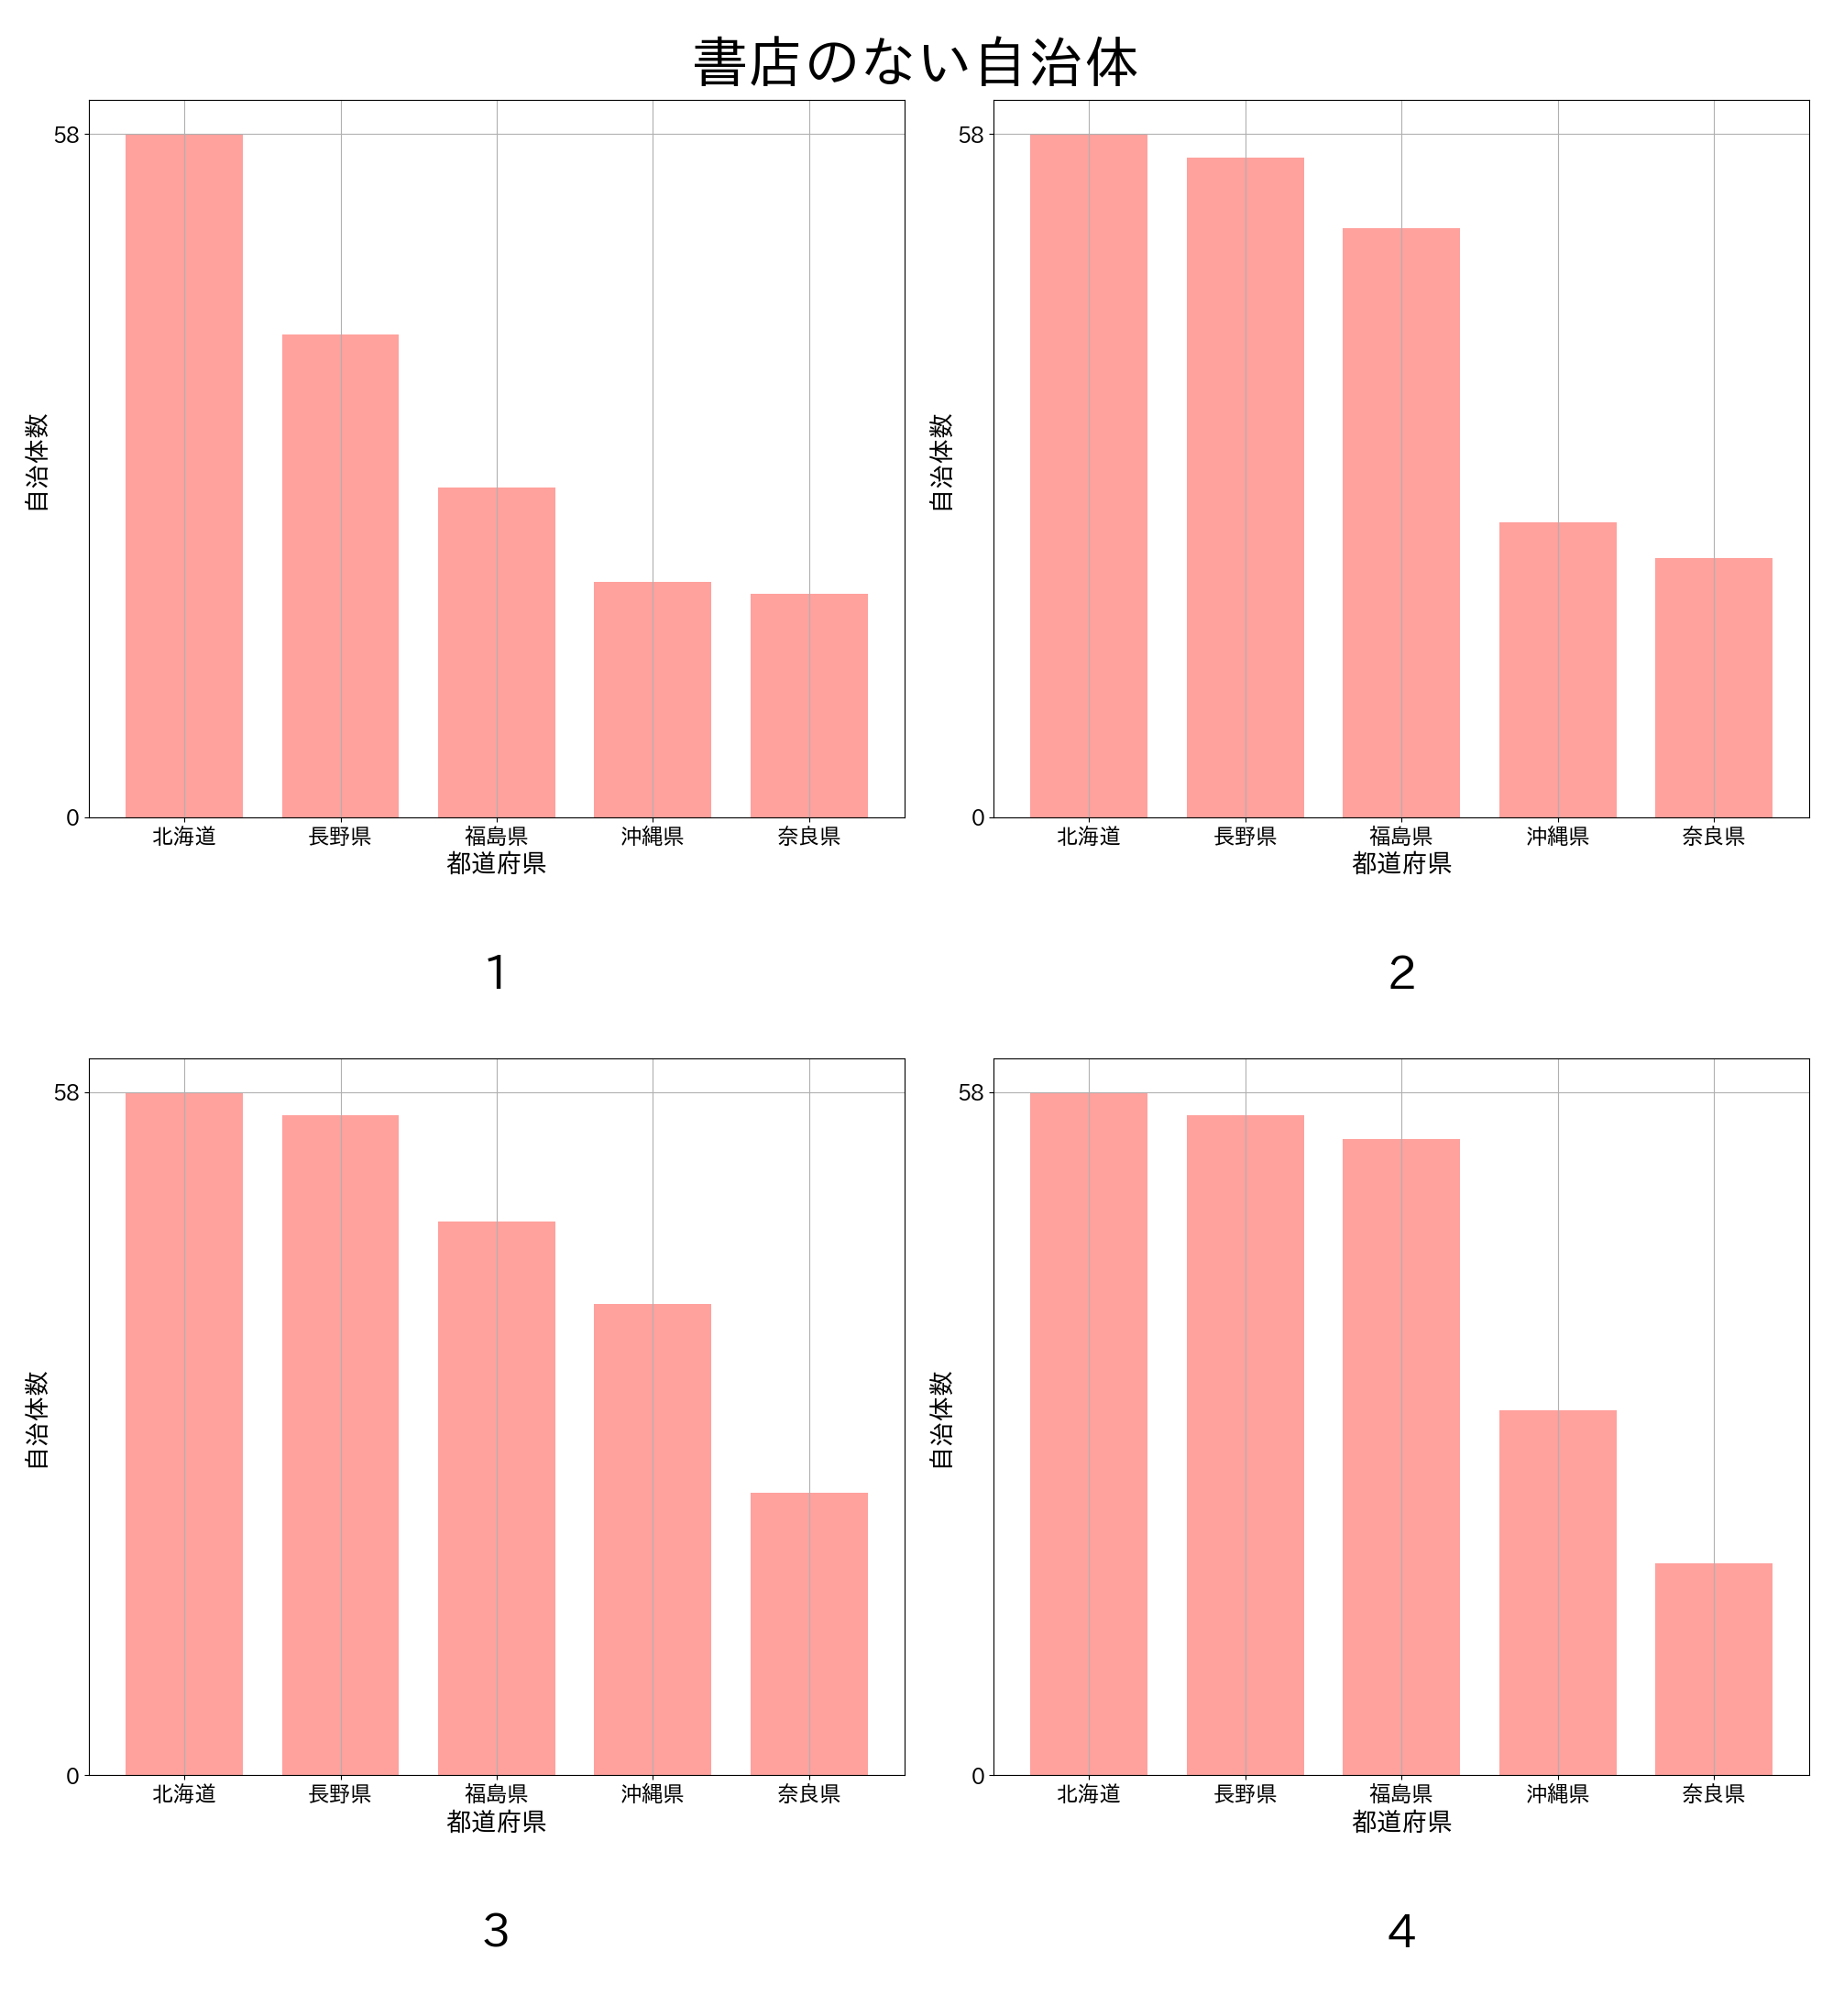 書店のない自治体
58
0
自治体数
北海道 長野県 福島県 沖縄県 奈良県
都道府県
1
58
0
自治体数
北海道 長野県 福島県 沖縄県 奈良県
都道府県
2
58
0
自治体数
北海道 長野県 福島県 沖縄県 奈良県
都道府県
3
58
0
自治体数
北海道 長野県 福島県 沖縄県 奈良県
都道府県
4